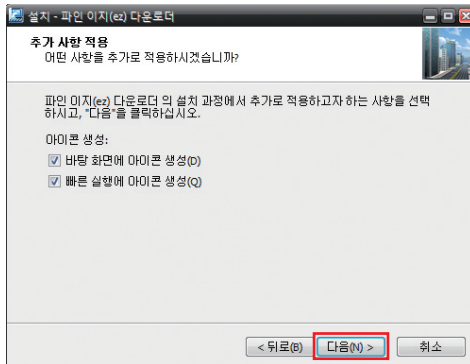 설치 - 파인 이지(ez) 다운로더
추가 사항 적용
어떤 사항을 추가로 적용하시겠습니까?
파인 이지(ez) 다운로더 의 설치 과정에서 추가로 적용하고자 하는 사항을 선택
하시고, "다음"을 클릭하십시오.
아이콘 생성:
바탕 화면에 아이콘 생성(D)
빠른 실행에 아이콘 생성(Q)
< 뒤로(B) 다음(N) > 취소